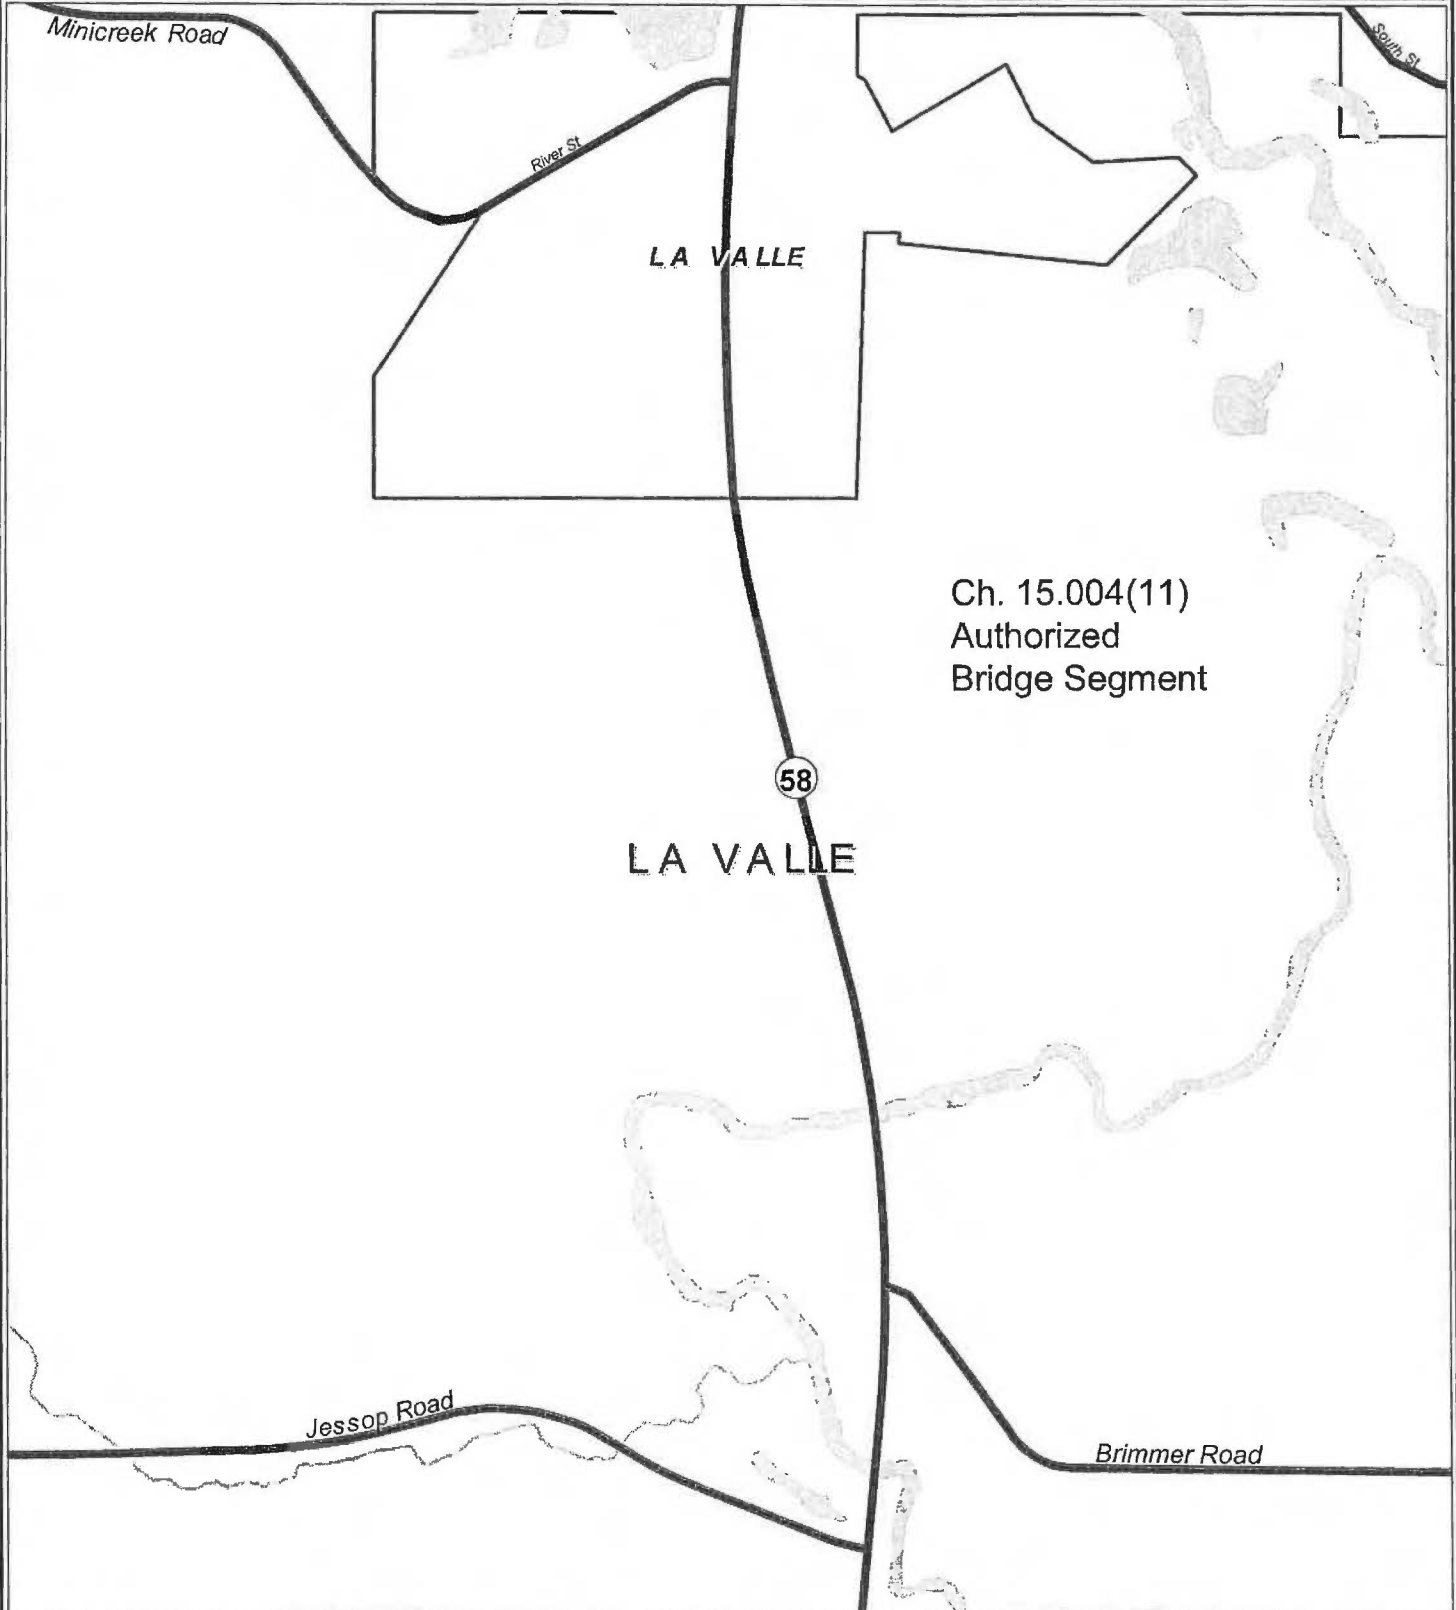 Minicreek Road
South St
River St
LA VALLE
Ch. 15.004(11)
Authorized
Bridge Segment
58
LA VALLE
Jessop Road
Brimmer Road